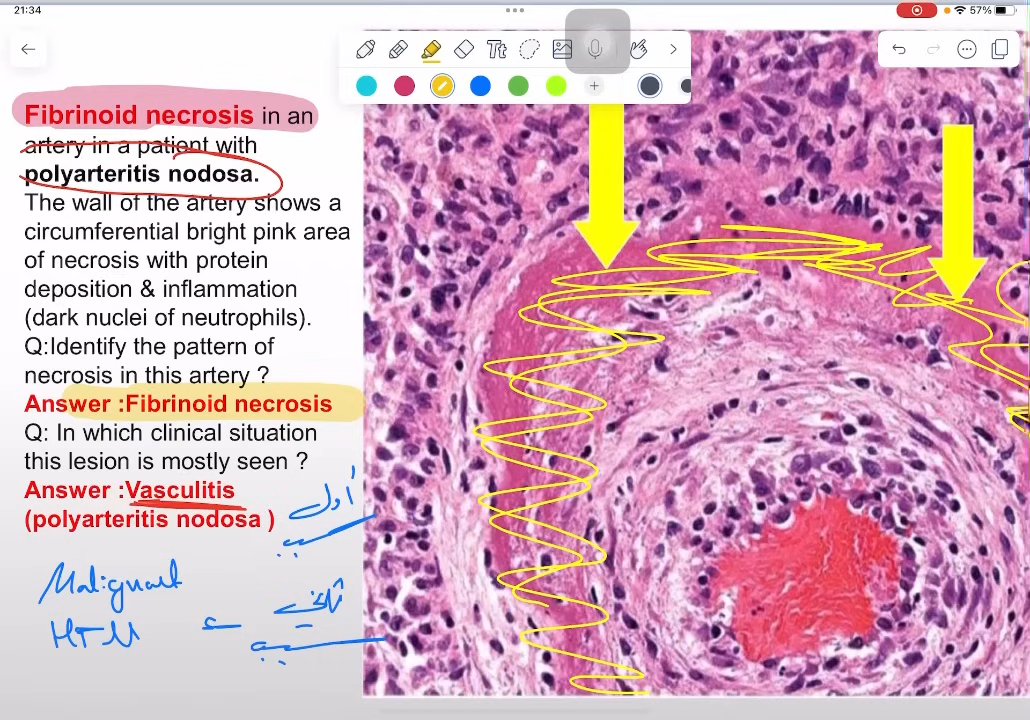 21:34
57%
Tt
Fibrinoid necrosis in an
artery in a patient with
polyarteritis nodosa.
The wall of the artery shows a
circumferential bright pink area
of necrosis with protein
deposition & inflammation
(dark nuclei of neutrophils).
Q:Identify the pattern of
necrosis in this artery ?
Answer :Fibrinoid necrosis
Q: In which clinical situation
this lesion is mostly seen ?
Answer :Vasculitis
(polyarteritis nodosa )
أول
Malignant
HTN